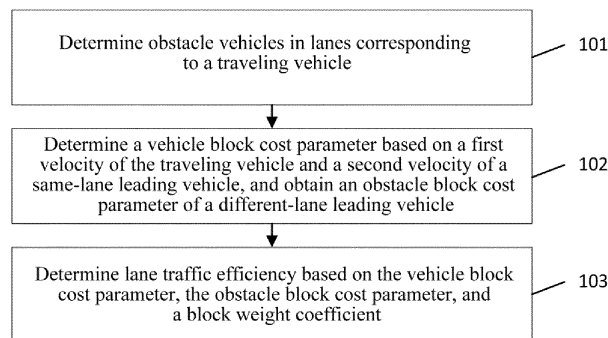 Determine obstacle vehicles in lanes corresponding
to a traveling vehicle
101
Determine a vehicle block cost parameter based on a first
velocity of the traveling vehicle and a second velocity of a
same-lane leading vehicle, and obtain an obstacle block cost
parameter of a different-lane leading vehicle
102
Determine lane traffic efficiency based on the vehicle block
cost parameter, the obstacle block cost parameter, and
a block weight coefficient
103